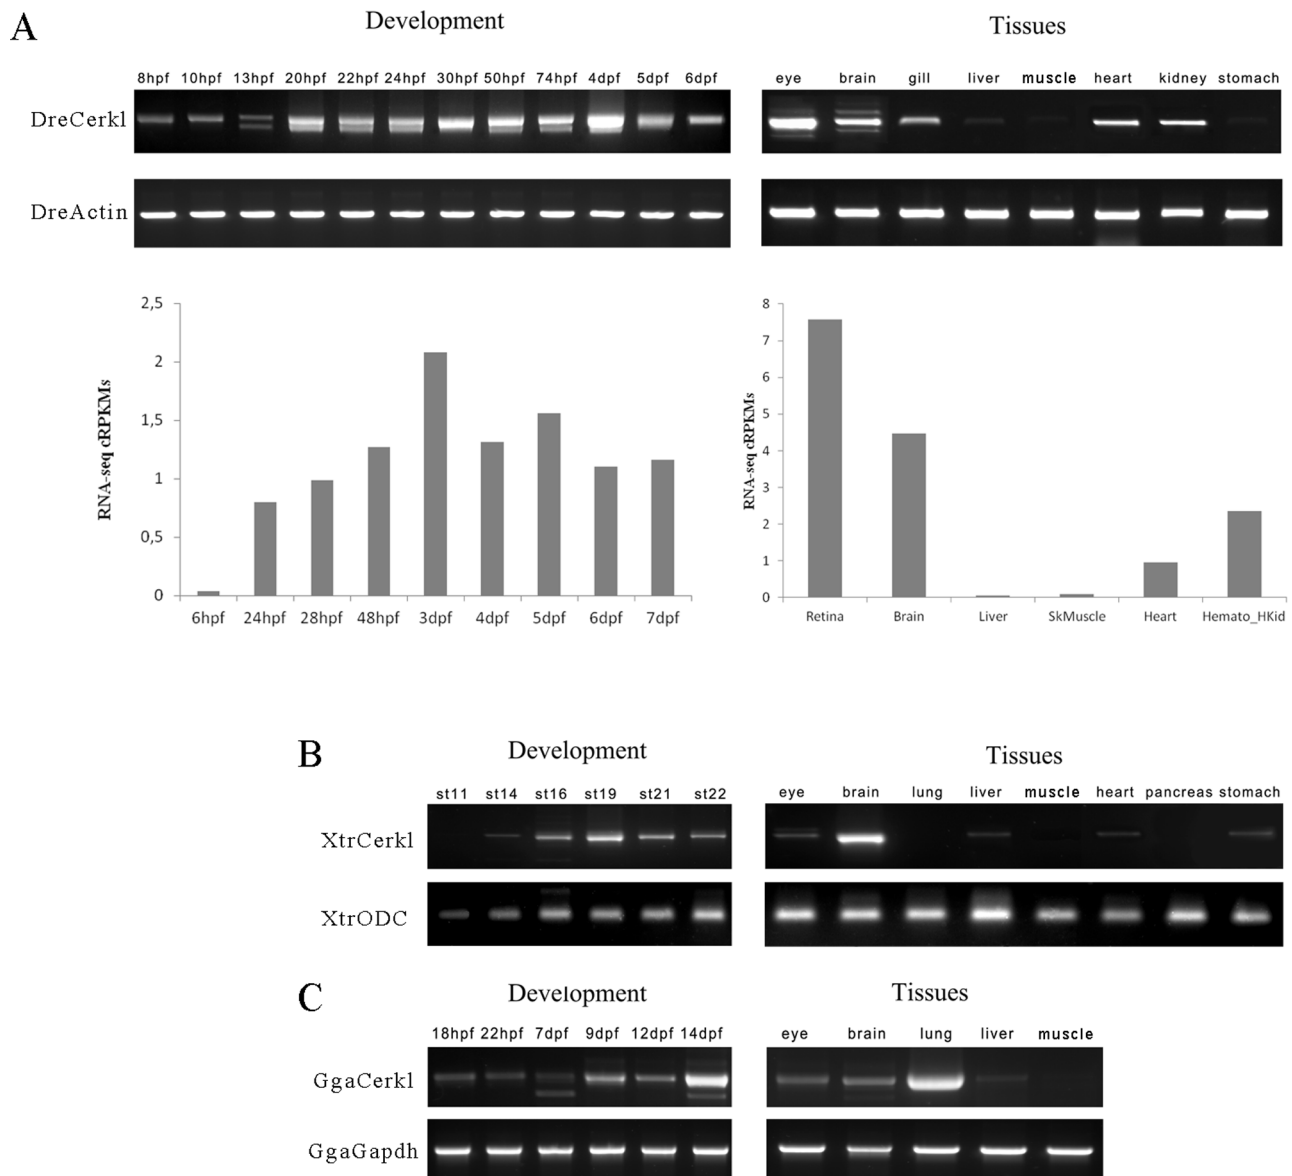 A
Development
Tissues
8hpf 10hpf 13hpf 20hpf 22hpf 24hpf 30hpf 50hpf 74hpf 4dpf 5dpf 6dpf
eye brain gill liver muscle heart kidney stomach
DreCerkl
DreActin
2,5
2
1,5
1
0,5
0
RNA-seq cRPKMs
6hpf 24hpf 28hpf 48hpf 3dpf 4dpf 5dpf 6dpf 7dpf
8
7
6
5
4
3
2
1
0
RNA-seq cRPKMs
Retina Brain Liver SkMuscle Heart Hemato_HKid
B
Development
Tissues
st11 st14 st16 st19 st21 st22
eye brain lung liver muscle heart pancreas stomach
XtrCerkl
XtrODC
C
Development
Tissues
18hpf 22hpf 7dpf 9dpf 12dpf 14dpf
eye brain lung liver muscle
GgaCerkl
GgaGapdh